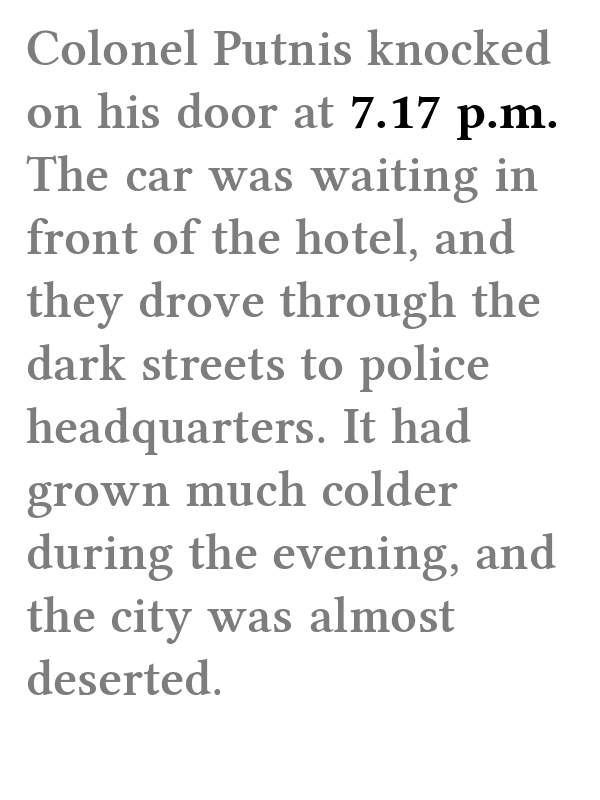 Colonel Putnis knocked
on his door at 7.17 p.m.
The car was waiting in
front of the hotel, and
they drove through the
dark streets to police
headquarters. It had
grown much colder
during the evening, and
the city was almost
deserted.